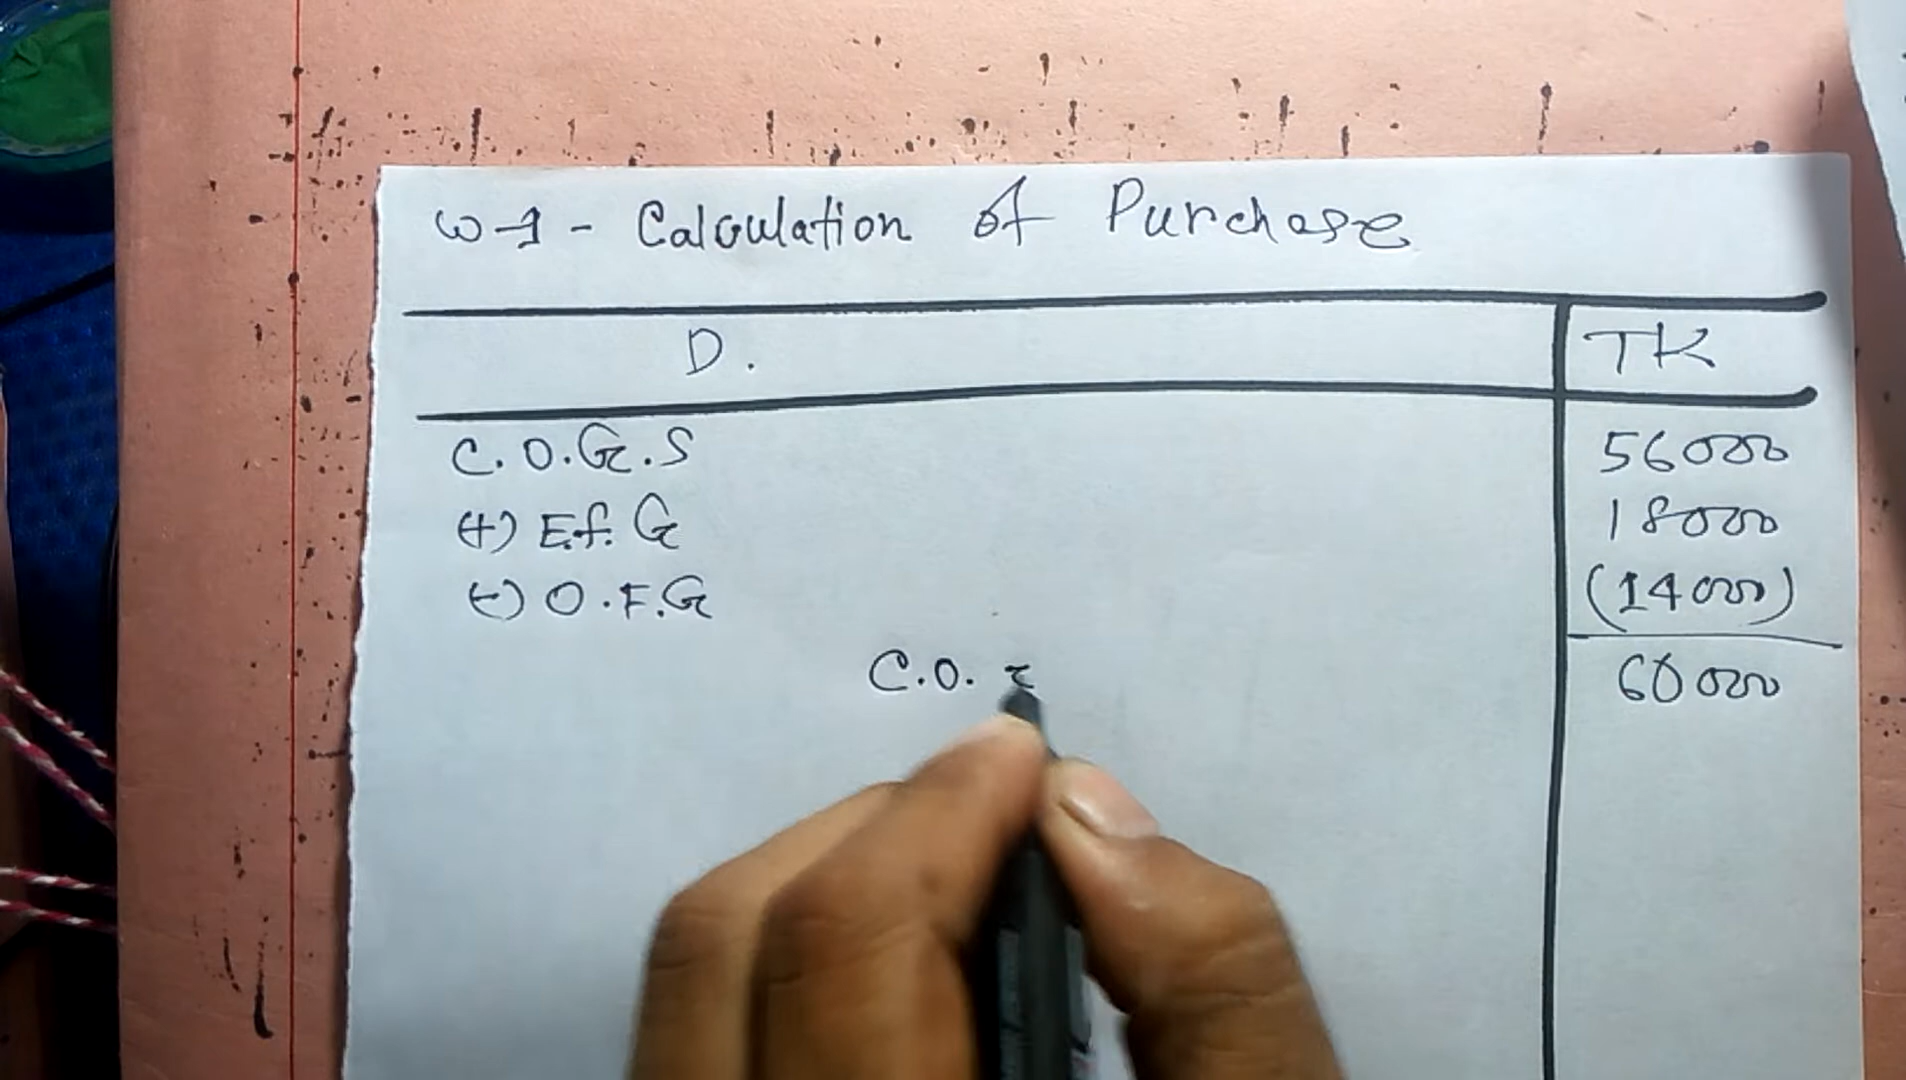 W-1 - Calculation of Purchase
D. TK
C.O.G.S 56000
(+) E.f.G 18000
(-) O.F.G (14000)
C.O. 60000